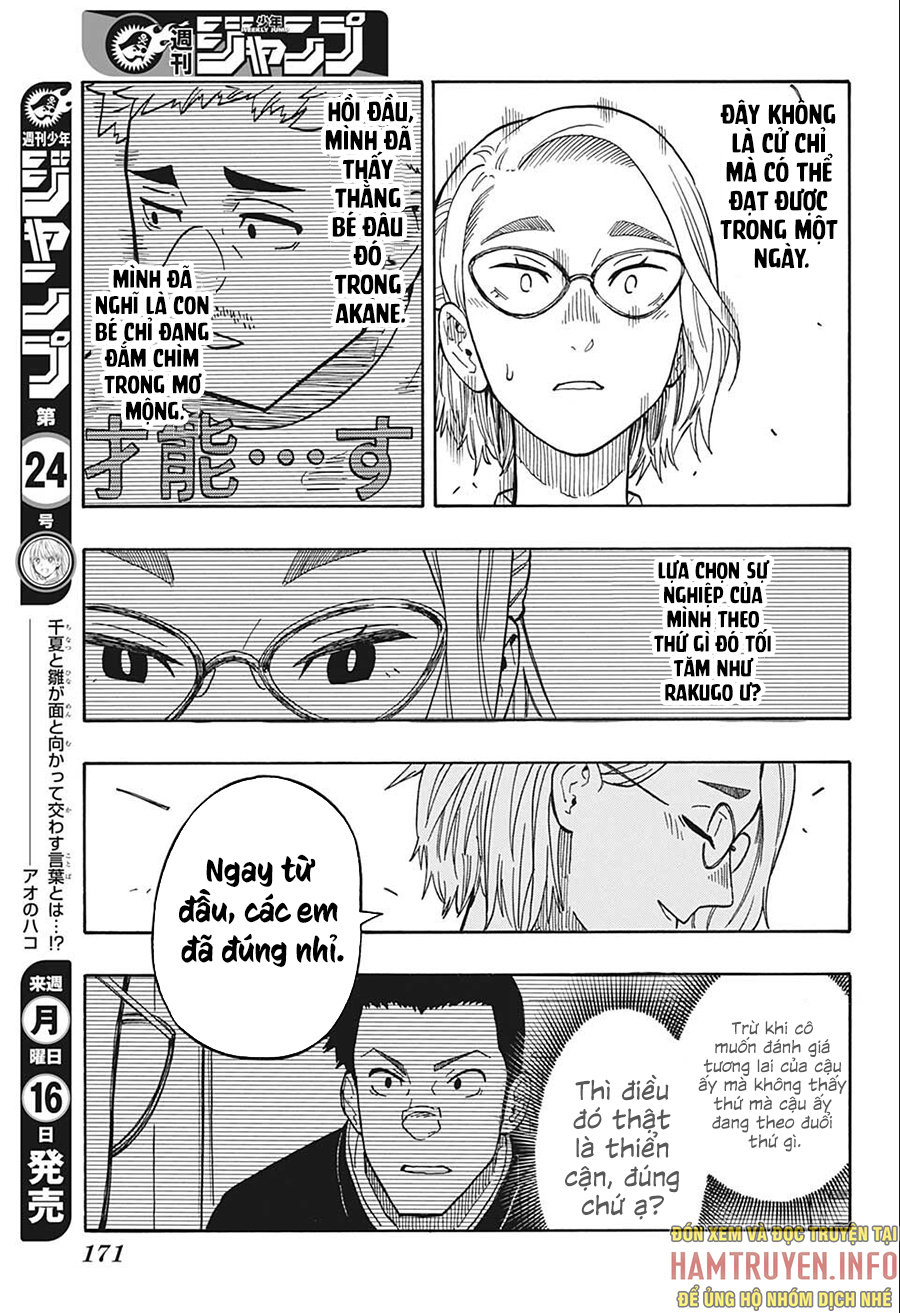 週刊
少年
WEEKLY JUMP
ジャンプ
ĐÂY KHÔNG
LÀ CỬ CHỈ
MÀ CÓ THỂ
ĐẠT ĐƯỢC
TRONG MỘT
NGÀY.
HỒI ĐẦU,
MÌNH ĐÃ
THẤY
THẰNG
BÉ ĐÂU
ĐÓ
TRONG
AKANE.
MÌNH ĐÃ
NGHĨ LÀ CON
BÉ CHỈ ĐANG
ĐẮM CHÌM
TRONG MƠ
MỘNG.
才能…す
LỰA CHỌN SỰ
NGHIỆP CỦA
MÌNH THEO
THỨ GÌ ĐÓ TỐI
TĂM NHƯ
RAKUGO Ư?
Ngay từ
đầu, các em
đã đúng nhỉ.
Trừ khi cô
muốn đánh giá
tương lai của cậu
ấy mà không thấy
thứ mà cậu ấy
đang theo đuổi
thứ gì.
Thì điều
đó thật
là thiển
cận, đúng
chứ ạ?
週刊少年
ジャンプ
第
24
号
千夏と雛が面と向かって交わす言葉とは…!?
アオのハコ
来週
月
曜日
16
日
発売
171
ĐÓN XEM VÀ ĐỌC TRUYỆN TẠI
HAMTRUYEN.INFO
ĐỂ ỦNG HỘ NHÓM DỊCH NHÉ